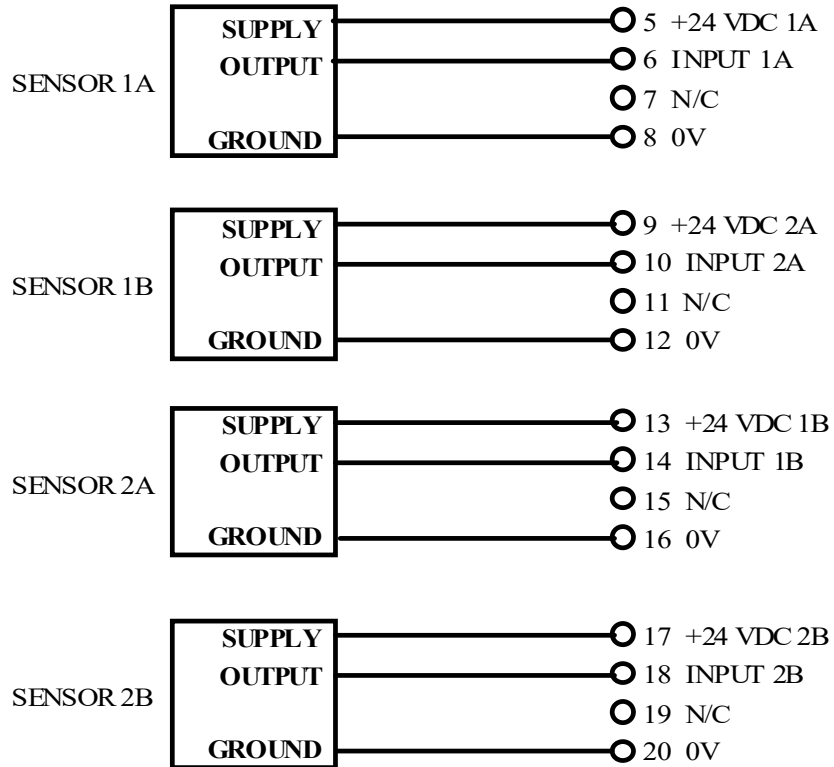 SUPPLY 5 +24 VDC 1A
OUTPUT 6 INPUT 1A
SENSOR 1A
7 N/C
GROUND 8 0V
SUPPLY 9 +24 VDC 2A
OUTPUT 10 INPUT 2A
SENSOR 1B
11 N/C
GROUND 12 0V
SUPPLY 13 +24 VDC 1B
OUTPUT 14 INPUT 1B
SENSOR 2A
15 N/C
GROUND 16 0V
SUPPLY 17 +24 VDC 2B
OUTPUT 18 INPUT 2B
SENSOR 2B
19 N/C
GROUND 20 0V